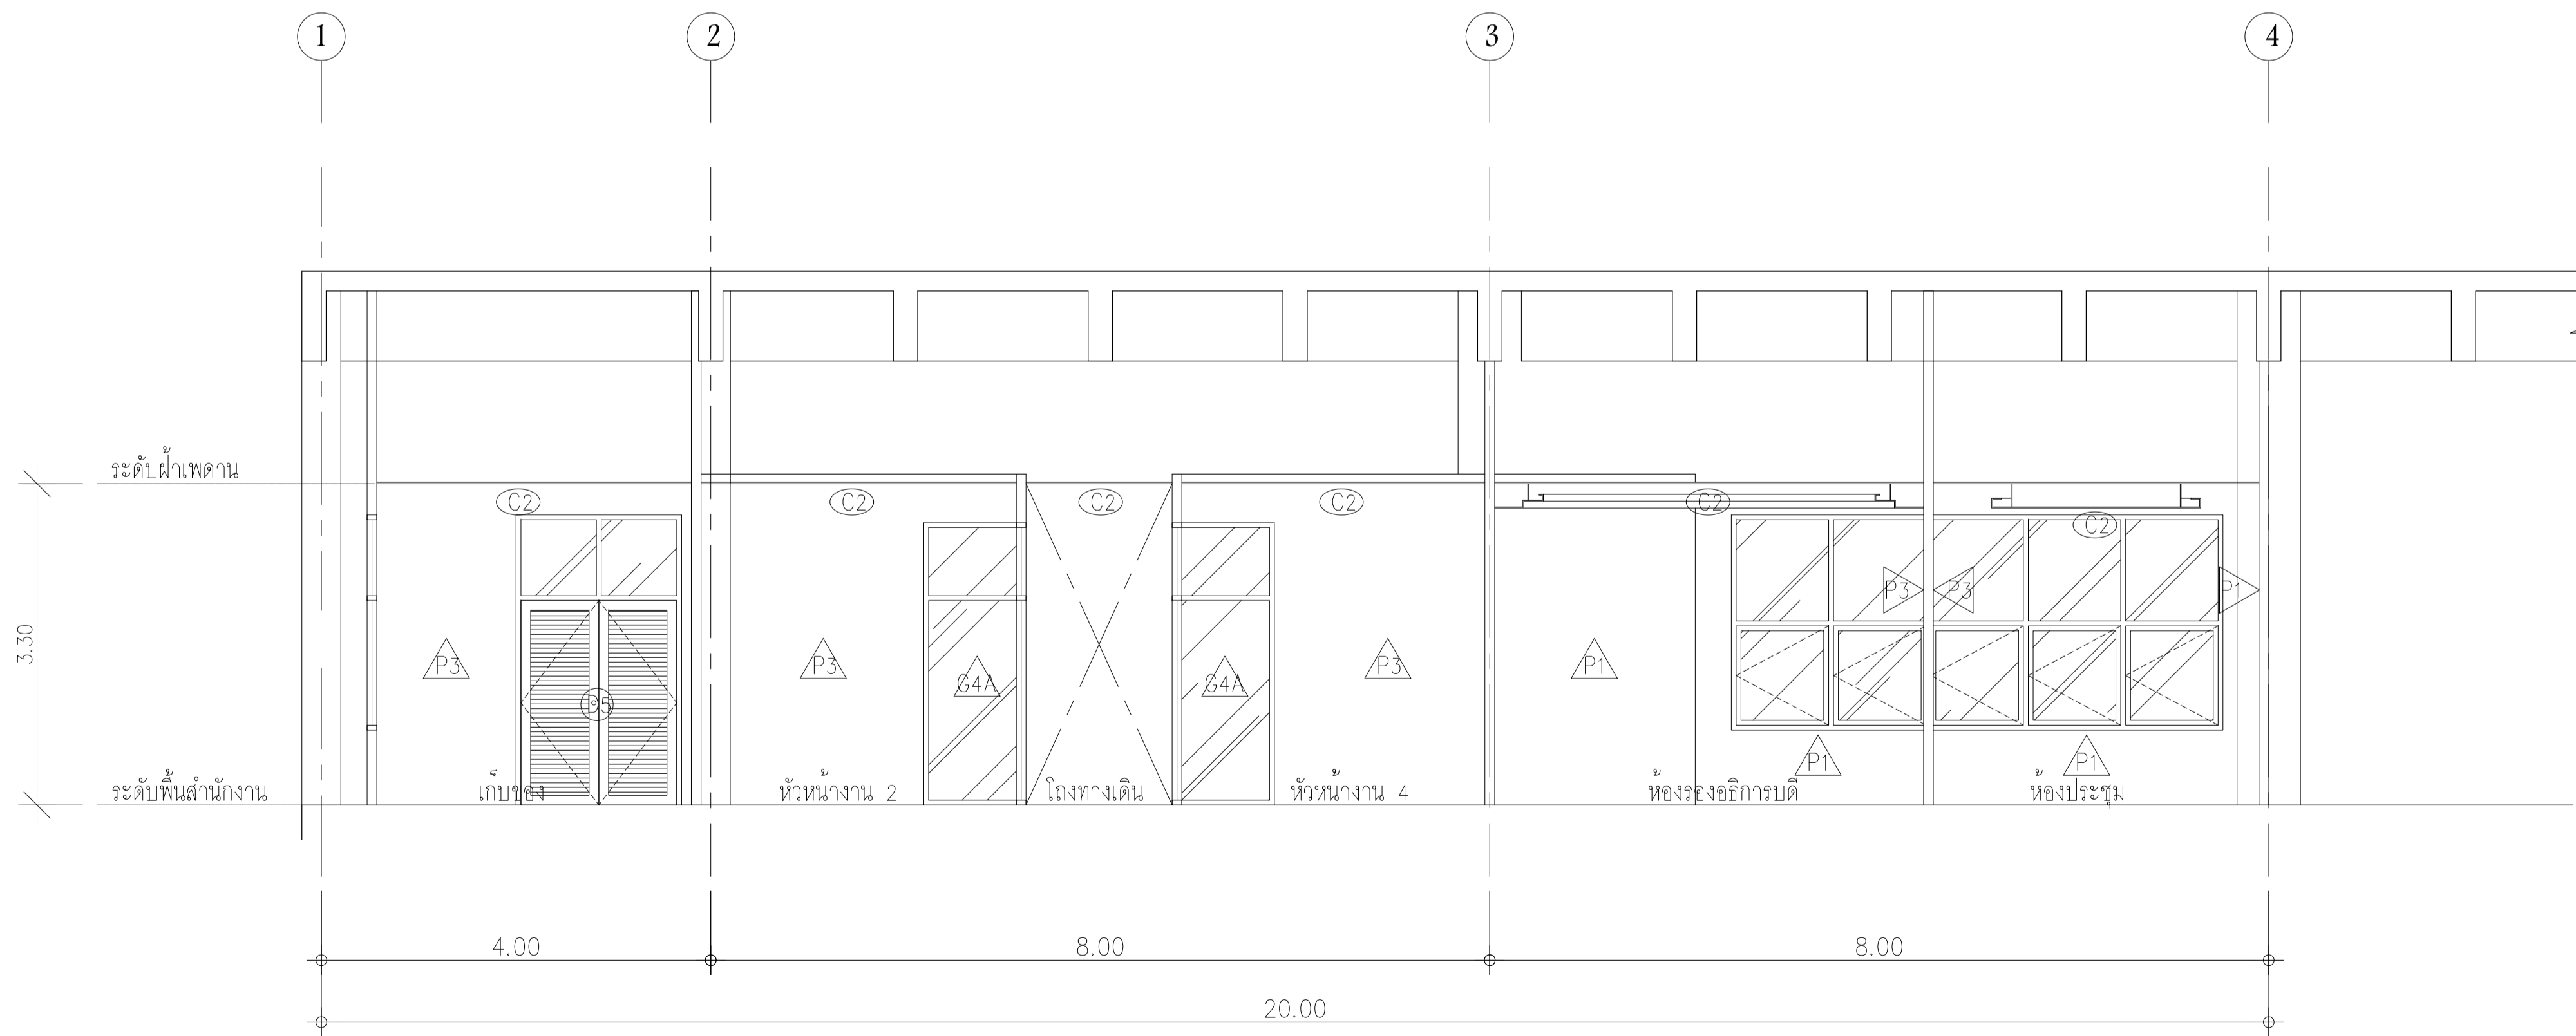 1 2 3 4
ระดับฝ้าเพดาน
C2 C2 C2 C2 C2
C2
P3 P3 P1
3.30
P3 P3 G4A G4A P3 P1
D5
P1 P1
ระดับพื้นสำนักงาน
เก็บของ หัวหน้างาน 2 โถงทางเดิน หัวหน้างาน 4 ห้องรองอธิการบดี ห้องประชุม
4.00 8.00 8.00
20.00